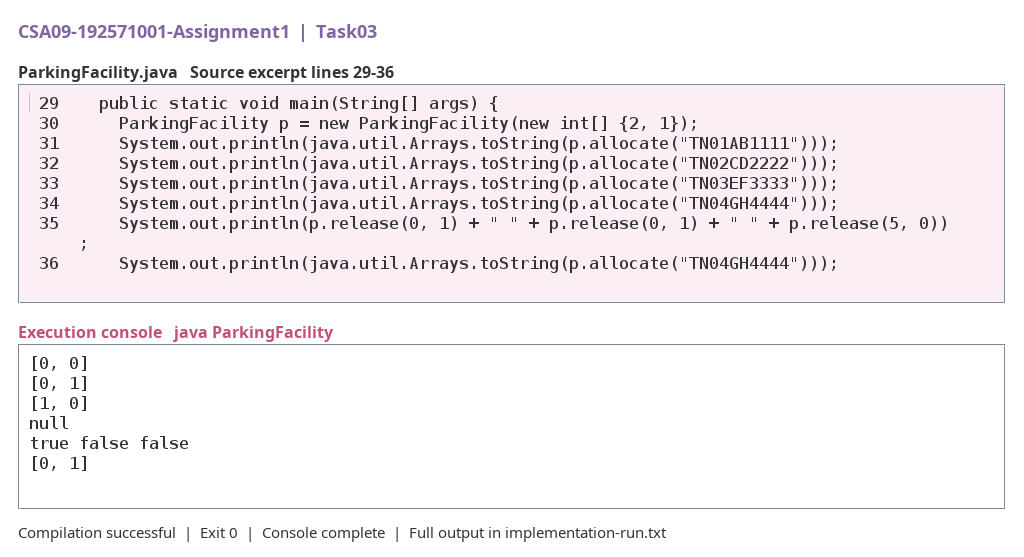 CSA09-192571001-Assignment1 | Task03
ParkingFacility.java Source excerpt lines 29-36
29    public static void main(String[] args) {
30      ParkingFacility p = new ParkingFacility(new int[] {2, 1});
31      System.out.println(java.util.Arrays.toString(p.allocate("TN01AB1111")));
32      System.out.println(java.util.Arrays.toString(p.allocate("TN02CD2222")));
33      System.out.println(java.util.Arrays.toString(p.allocate("TN03EF3333")));
34      System.out.println(java.util.Arrays.toString(p.allocate("TN04GH4444")));
35      System.out.println(p.release(0, 1) + " " + p.release(0, 1) + " " + p.release(5, 0))
;
36      System.out.println(java.util.Arrays.toString(p.allocate("TN04GH4444")));
Execution console java ParkingFacility
[0, 0]
[0, 1]
[1, 0]
null
true false false
[0, 1]
Compilation successful | Exit 0 | Console complete | Full output in implementation-run.txt